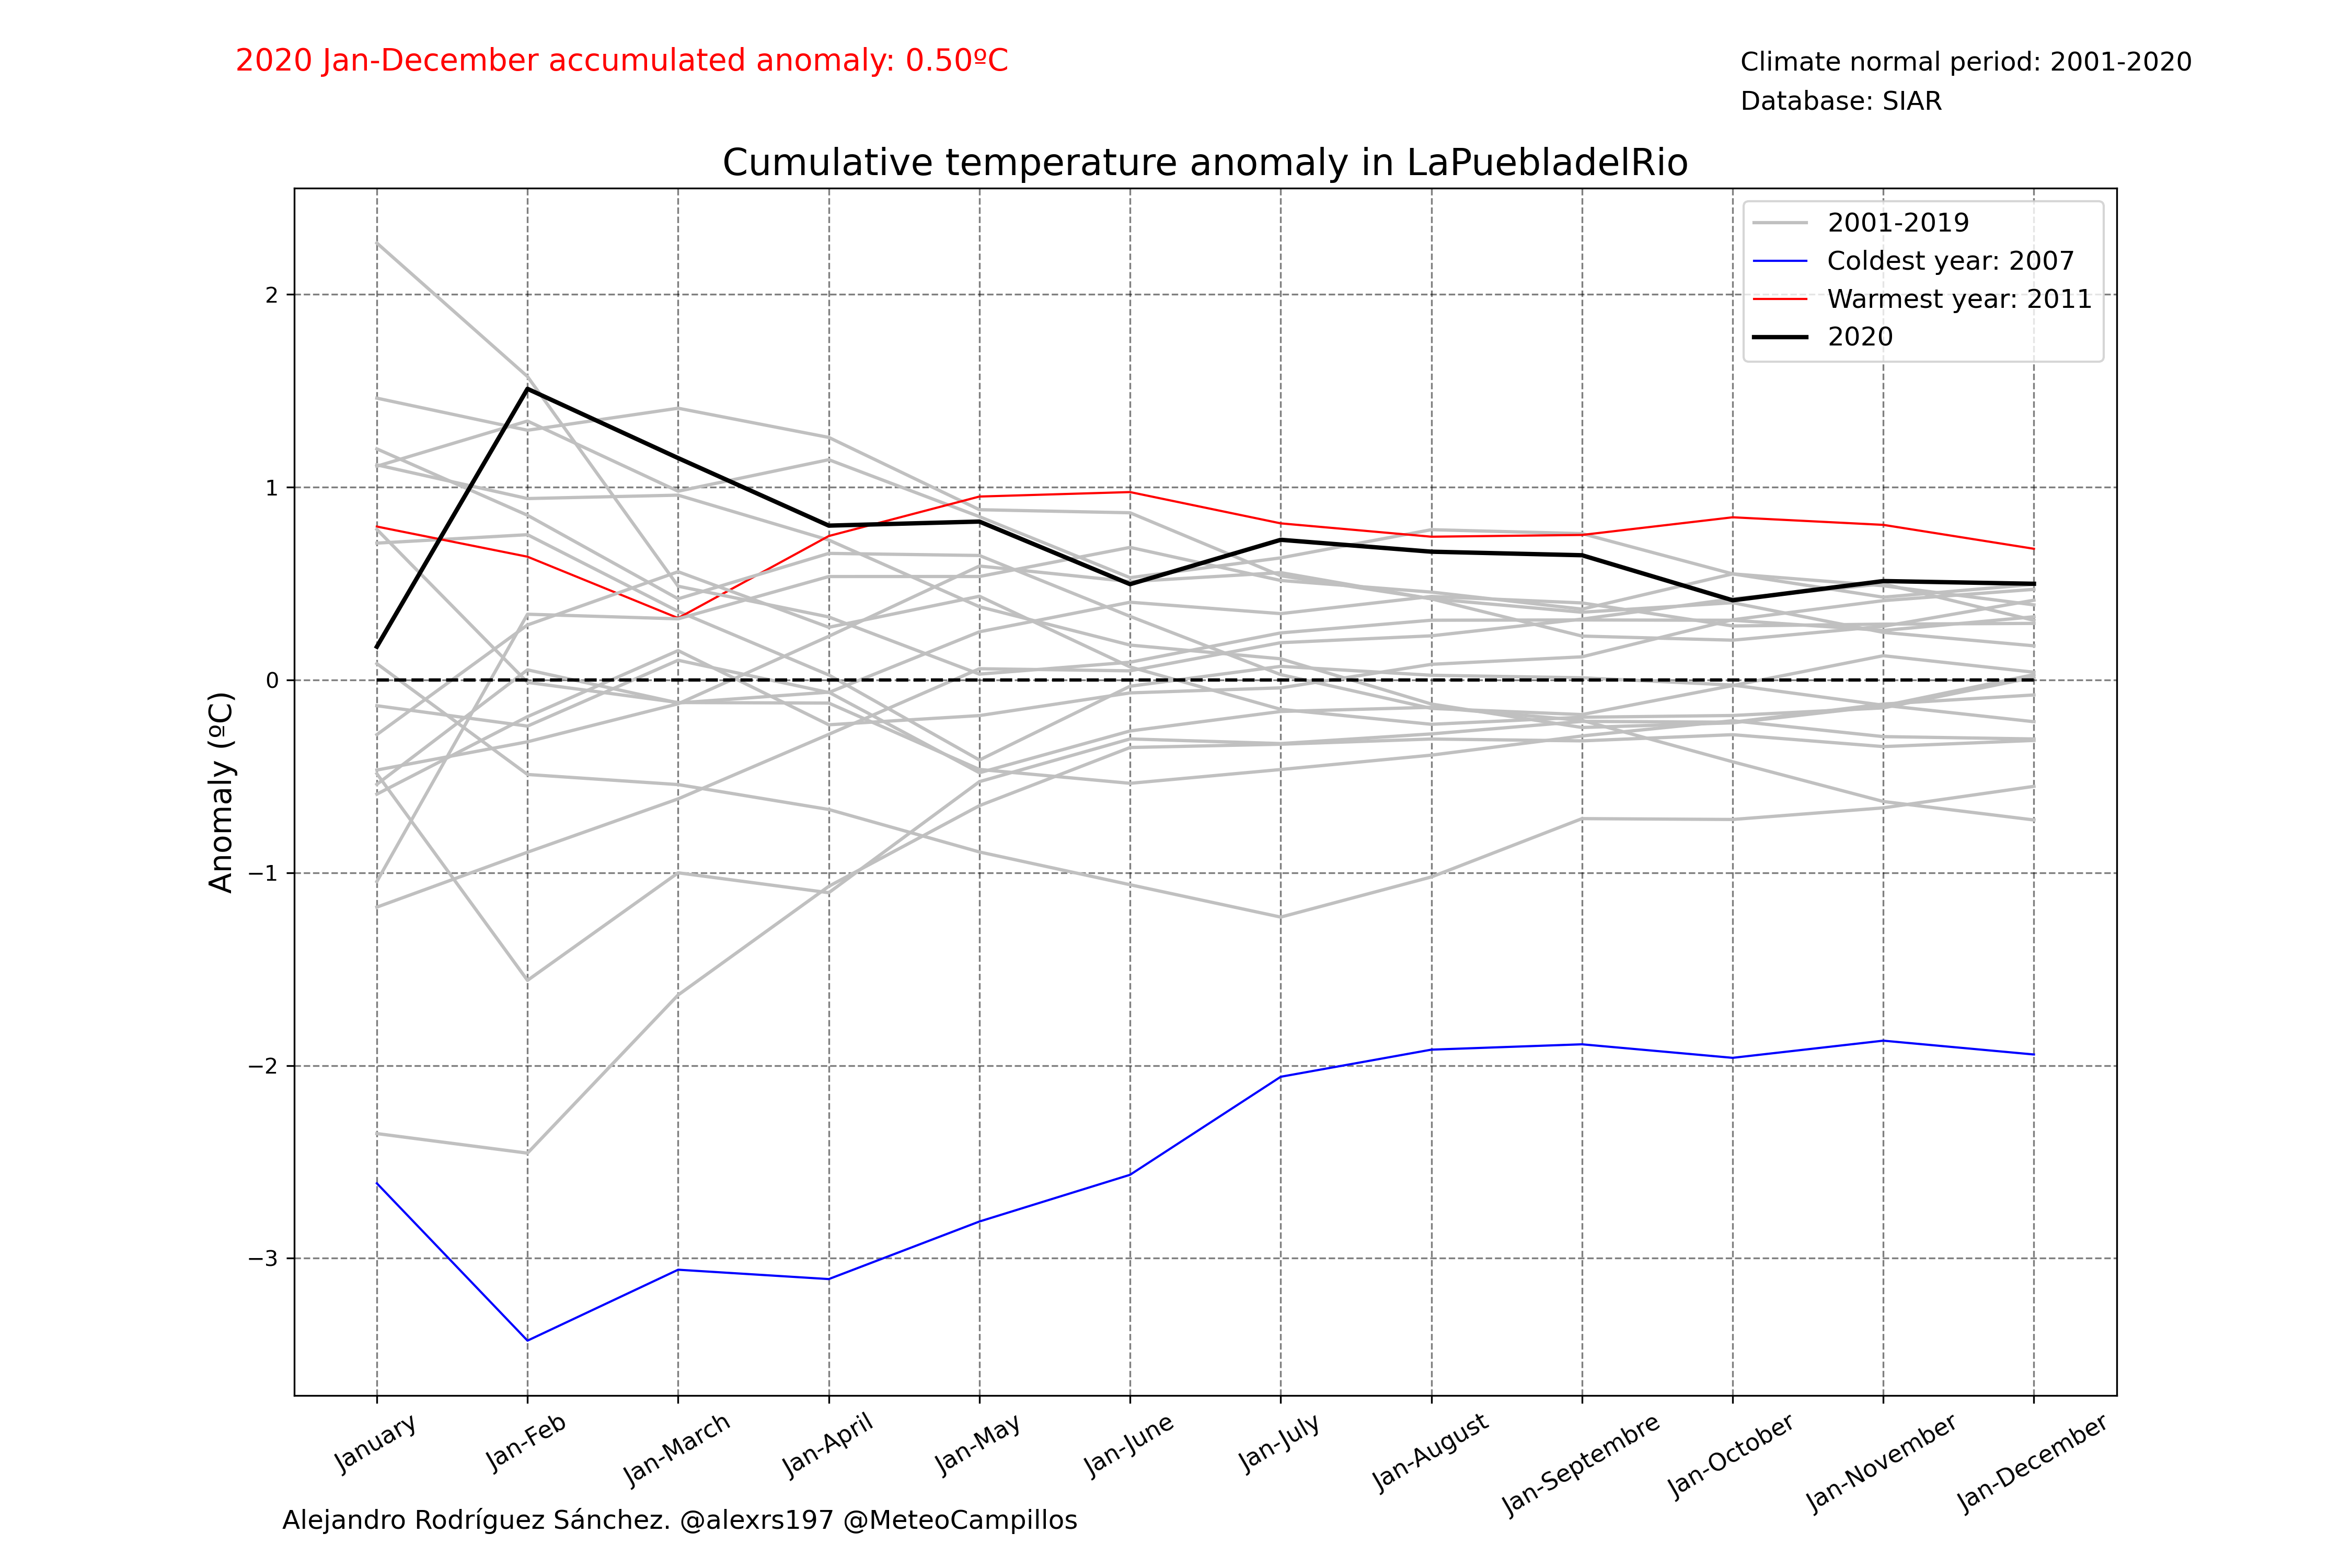 2020 Jan-December accumulated anomaly: 0.50ºC
Climate normal period: 2001-2020
Database: SIAR
Cumulative temperature anomaly in LaPuebladelRio
2001-2019
Coldest year: 2007
Warmest year: 2011
2020
Anomaly (ºC)
2
1
0
−1
−2
−3
January
Jan-Feb
Jan-March
Jan-April
Jan-May
Jan-June
Jan-July
Jan-August
Jan-Septembre
Jan-October
Jan-November
Jan-December
Alejandro Rodríguez Sánchez. @alexrs197 @MeteoCampillos